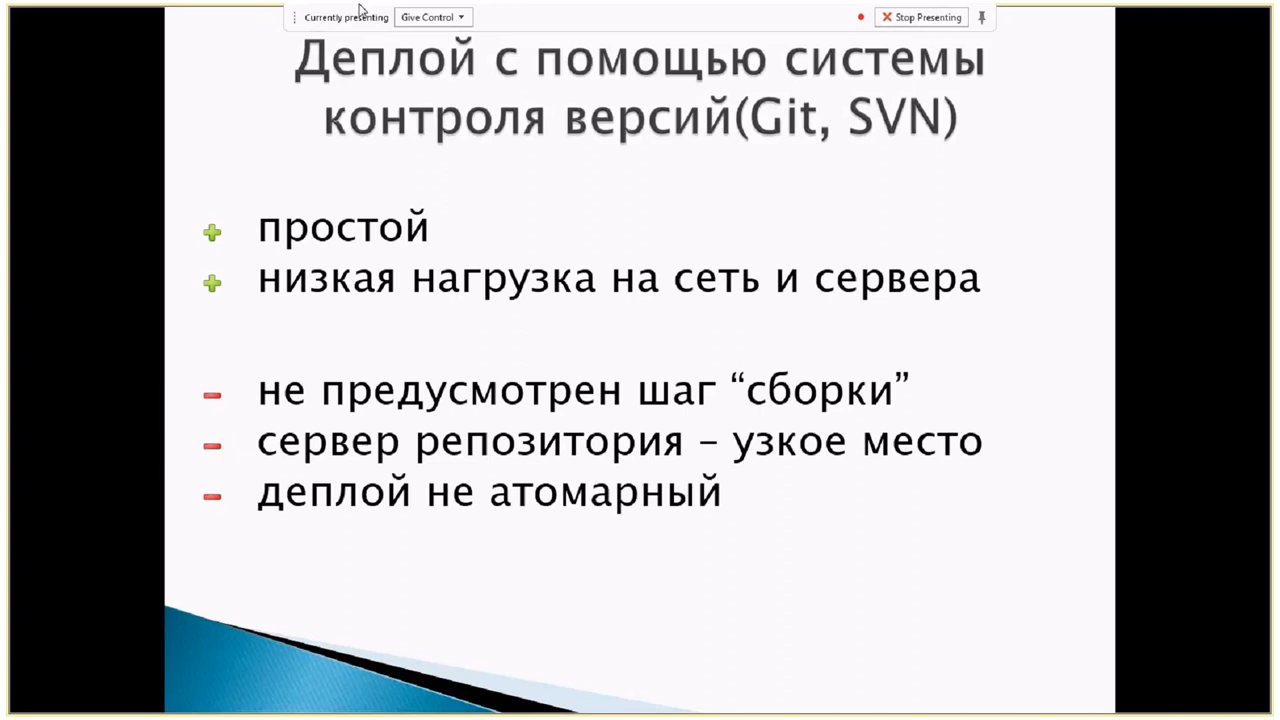 Currently presenting Give Control Stop Presenting
Деплой с помощью системы
контроля версий(Git, SVN)
простой
низкая нагрузка на сеть и сервера
не предусмотрен шаг “сборки”
сервер репозитория – узкое место
деплой не атомарный